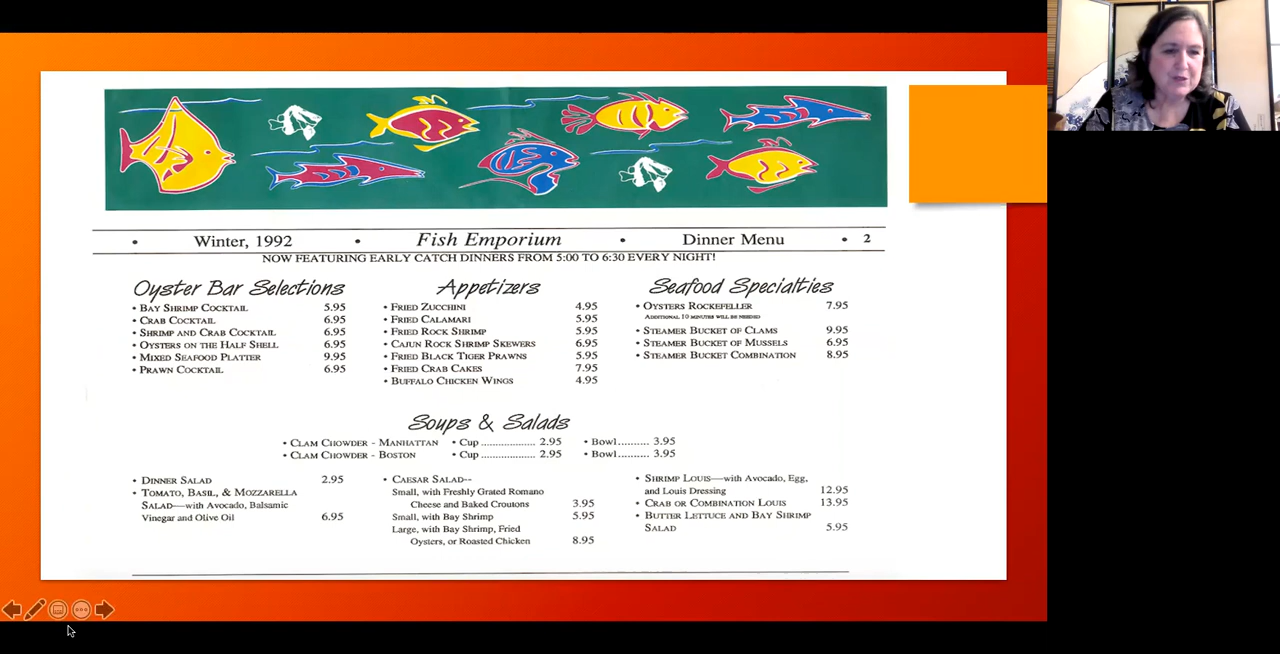 • Winter, 1992 • Fish Emporium • Dinner Menu • 2
NOW FEATURING EARLY CATCH DINNERS FROM 5:00 TO 6:30 EVERY NIGHT!
Oyster Bar Selections
• BAY SHRIMP COCKTAIL 5.95
• CRAB COCKTAIL 6.95
• SHRIMP AND CRAB COCKTAIL 6.95
• OYSTERS ON THE HALF SHELL 6.95
• MIXED SEAFOOD PLATTER 9.95
• PRAWN COCKTAIL 6.95
Appetizers
• FRIED ZUCCHINI 4.95
• FRIED CALAMARI 5.95
• FRIED ROCK SHRIMP 5.95
• CAJUN ROCK SHRIMP SKEWERS 6.95
• FRIED BLACK TIGER PRAWNS 5.95
• FRIED CRAB CAKES 7.95
• BUFFALO CHICKEN WINGS 4.95
Seafood Specialties
• OYSTERS ROCKEFELLER 7.95
ADDITIONAL 10 MINUTES WILL BE NEEDED
• STEAMER BUCKET OF CLAMS 9.95
• STEAMER BUCKET OF MUSSELS 6.95
• STEAMER BUCKET COMBINATION 8.95
Soups & Salads
• CLAM CHOWDER - MANHATTAN • Cup .................. 2.95 • Bowl.......... 3.95
• CLAM CHOWDER - BOSTON • Cup .................. 2.95 • Bowl.......... 3.95
• DINNER SALAD 2.95
• TOMATO, BASIL, & MOZZARELLA
SALAD—with Avocado, Balsamic
Vinegar and Olive Oil 6.95
• CAESAR SALAD--
Small, with Freshly Grated Romano
Cheese and Baked Croutons 3.95
Small, with Bay Shrimp 5.95
Large, with Bay Shrimp, Fried
Oysters, or Roasted Chicken 8.95
• SHRIMP LOUIS—with Avocado, Egg,
and Louis Dressing 12.95
• CRAB OR COMBINATION LOUIS 13.95
• BUTTER LETTUCE AND BAY SHRIMP
SALAD 5.95